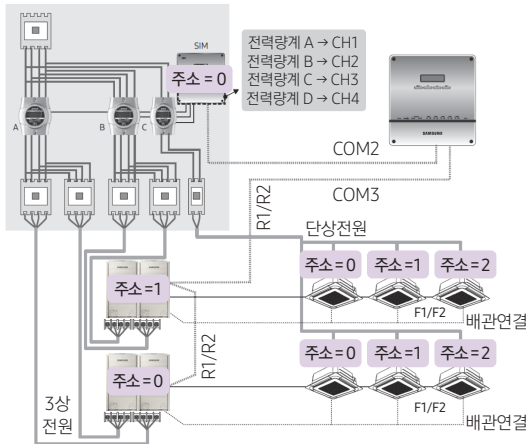 SIM
주소 = 0
전력량계 A → CH1
전력량계 B → CH2
전력량계 C → CH3
전력량계 D → CH4
A
B
C
SAMSUNG
COM2
COM3
R1/R2
단상전원
주소=0
주소=1
주소=2
주소=1
F1/F2
배관연결
R1/R2
주소=0
주소=1
주소=2
주소=0
F1/F2
배관연결
3상
전원